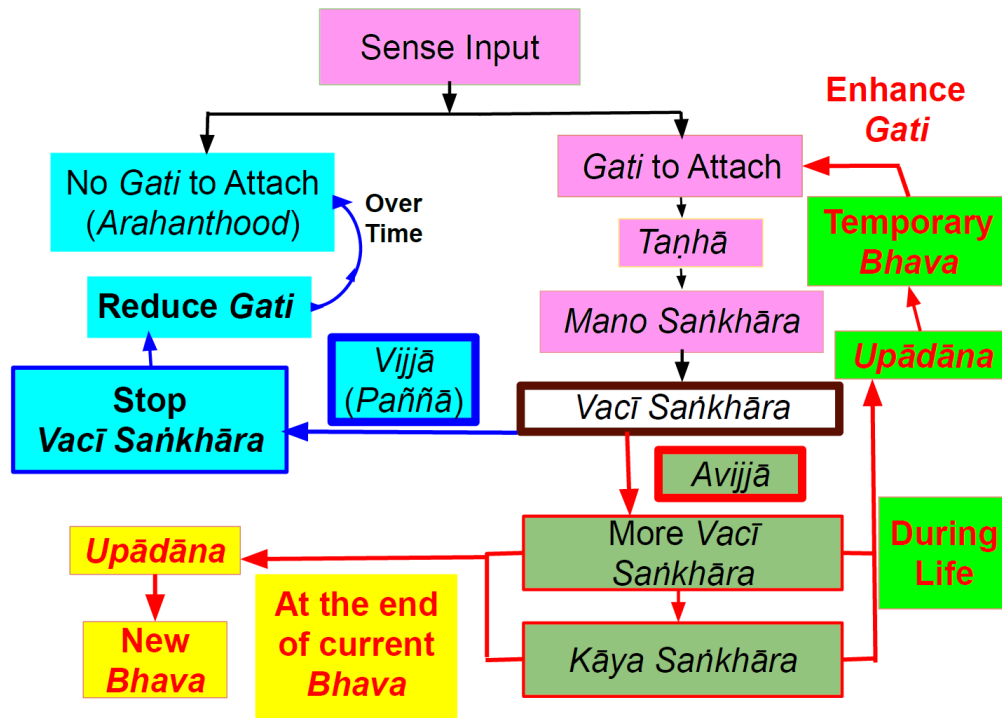 Sense Input
Enhance
Gati
No Gati to Attach
(Arahanthood)
Over
Time
Gati to Attach
Temporary
Bhava
Taṇhā
Reduce Gati
Mano Saṅkhāra
Upādāna
Vijjā
(Paññā)
Stop
Vacī Saṅkhāra
Vacī Saṅkhāra
Avijjā
More Vacī
Saṅkhāra
During
Life
Upādāna
At the end
of current
Bhava
New
Bhava
Kāya Saṅkhāra